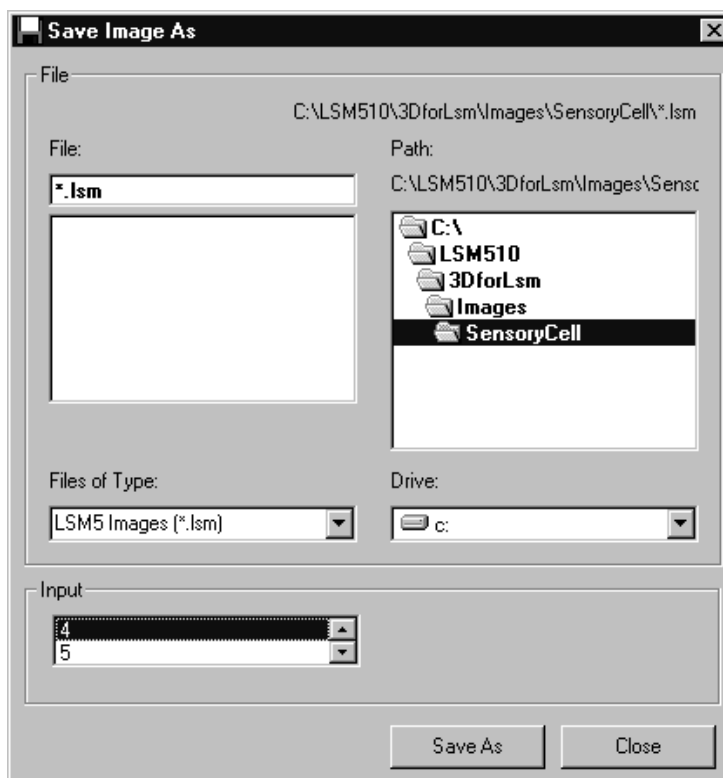 Save Image As
File
C:\LSM510\3DforLsm\Images\SensoryCell\*.lsm
File:
Path:
*.lsm
C:\LSM510\3DforLsm\Images\Senso
C:\
LSM510
3DforLsm
Images
SensoryCell
Files of Type:
Drive:
LSM5 Images (*.lsm)
c:
Input
4
5
Save As
Close